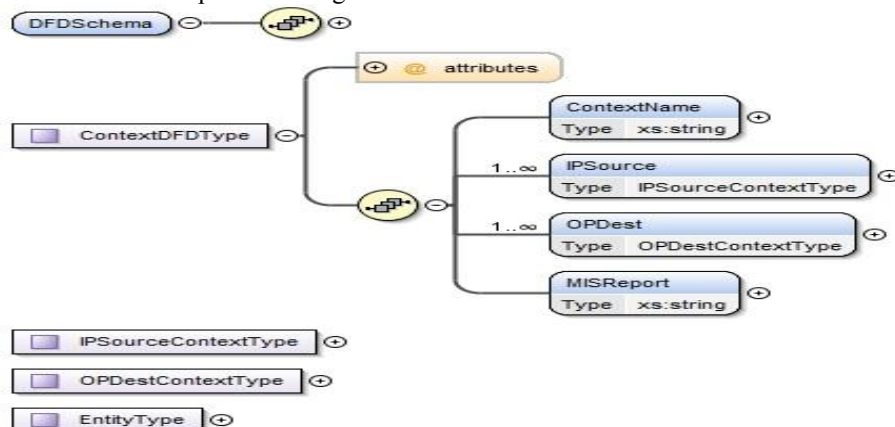 DFDSchema
@ attributes
ContextDFDType
ContextName
Type xs:string
1..∞ IPSource
Type IPSourceContextType
1..∞ OPDest
Type OPDestContextType
MISReport
Type xs:string
IPSourceContextType
OPDestContextType
EntityType